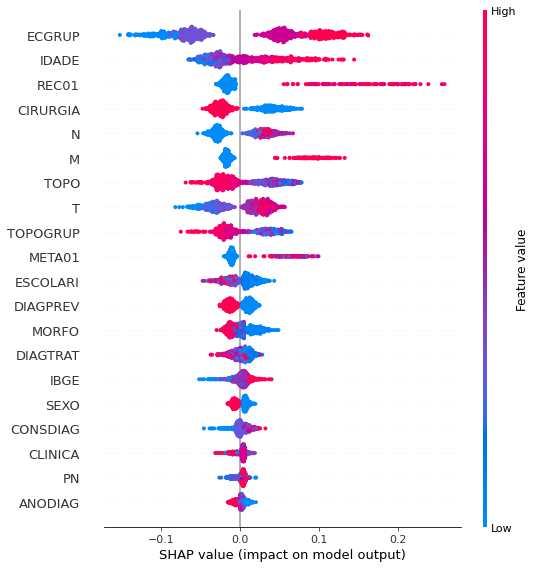 High
ECGRUP
IDADE
REC01
CIRURGIA
N
M
TOPO
T
TOPOGRUP
META01
ESCOLARI
DIAGPREV
MORFO
DIAGTRAT
IBGE
SEXO
CONSDIAG
CLINICA
PN
ANODIAG
Feature value
Low
−0.1 0.0 0.1 0.2
SHAP value (impact on model output)